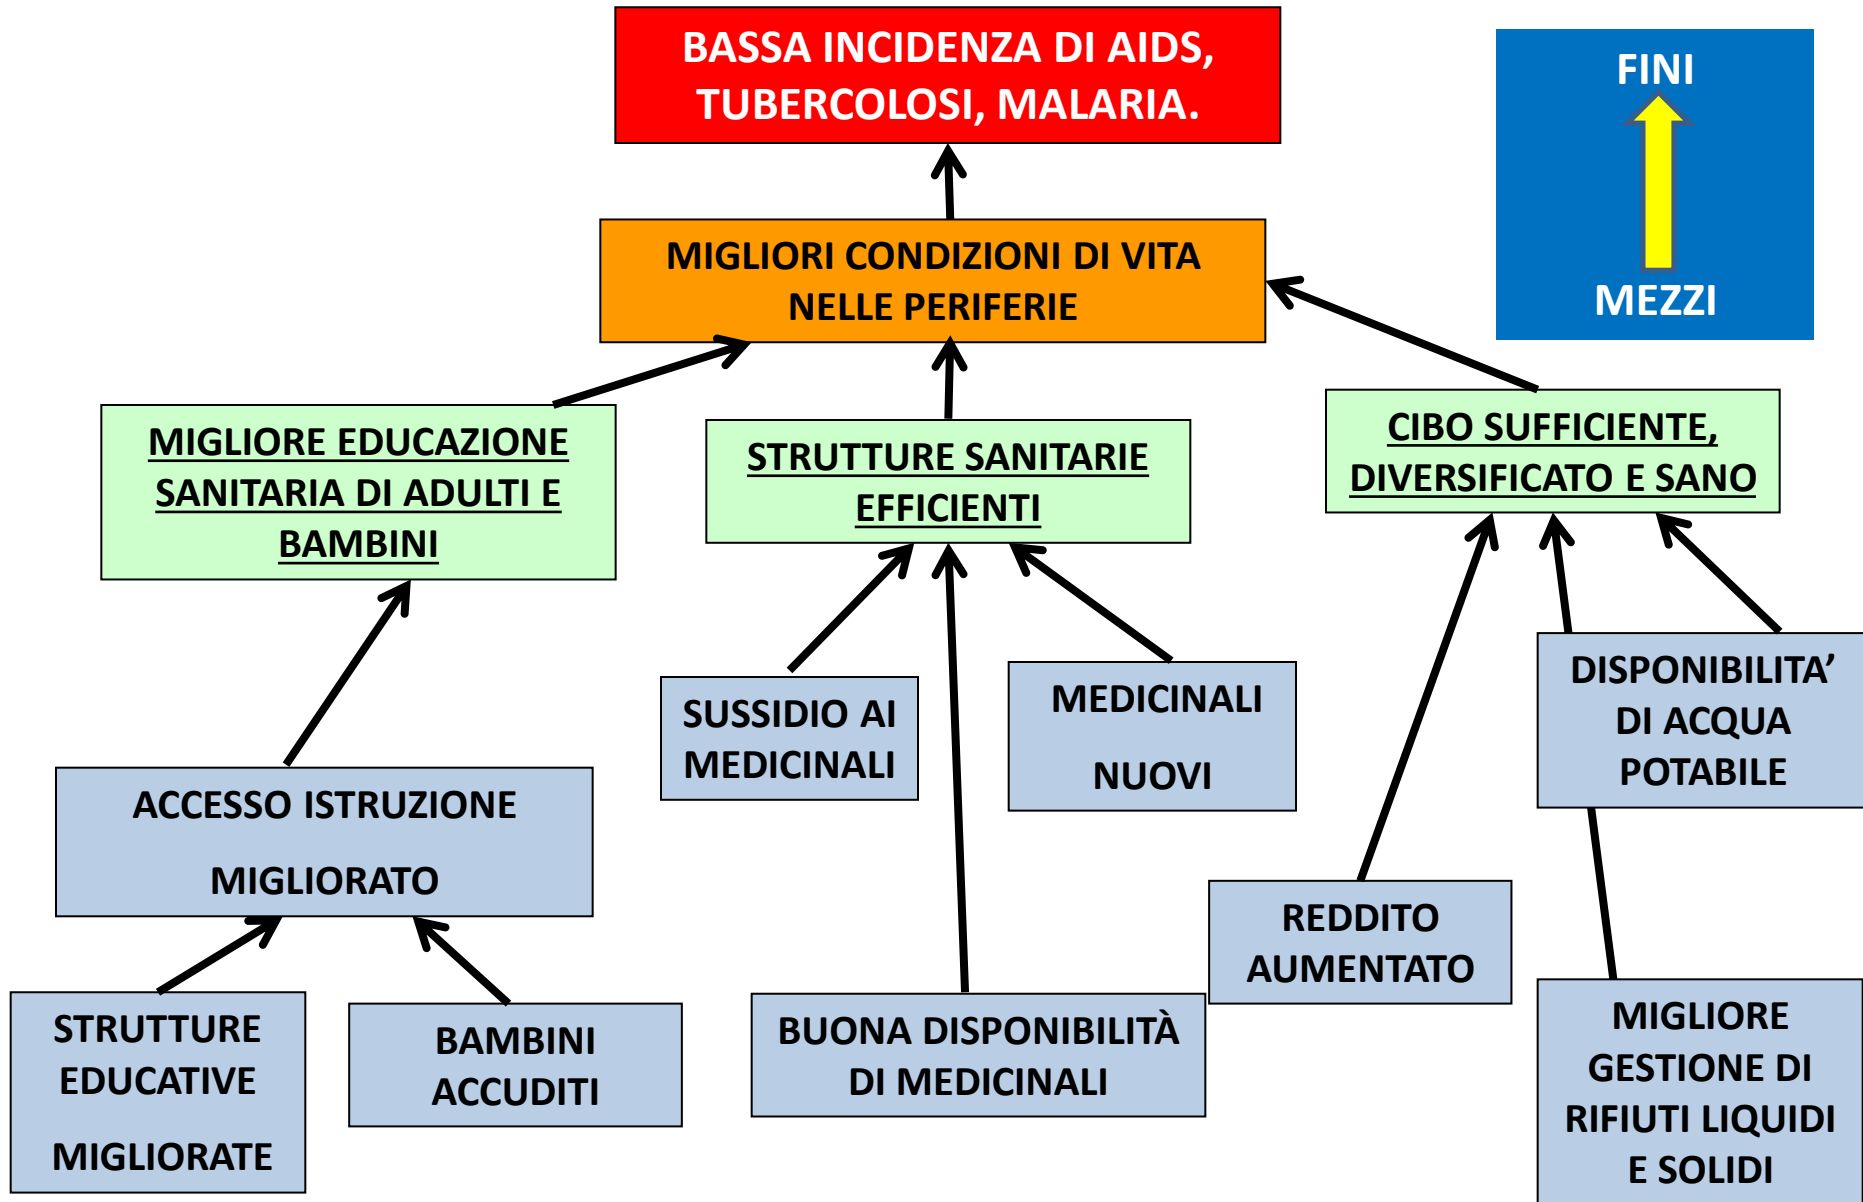 BASSA INCIDENZA DI AIDS,
TUBERCOLOSI, MALARIA.
FINI
MEZZI
MIGLIORI CONDIZIONI DI VITA
NELLE PERIFERIE
MIGLIORE EDUCAZIONE
SANITARIA DI ADULTI E
BAMBINI
STRUTTURE SANITARIE
EFFICIENTI
CIBO SUFFICIENTE,
DIVERSIFICATO E SANO
SUSSIDIO AI
MEDICINALI
MEDICINALI
NUOVI
DISPONIBILITA’
DI ACQUA
POTABILE
ACCESSO ISTRUZIONE
MIGLIORATO
REDDITO
AUMENTATO
STRUTTURE
EDUCATIVE
MIGLIORATE
BAMBINI
ACCUDITI
BUONA DISPONIBILITÀ
DI MEDICINALI
MIGLIORE
GESTIONE DI
RIFIUTI LIQUIDI
E SOLIDI